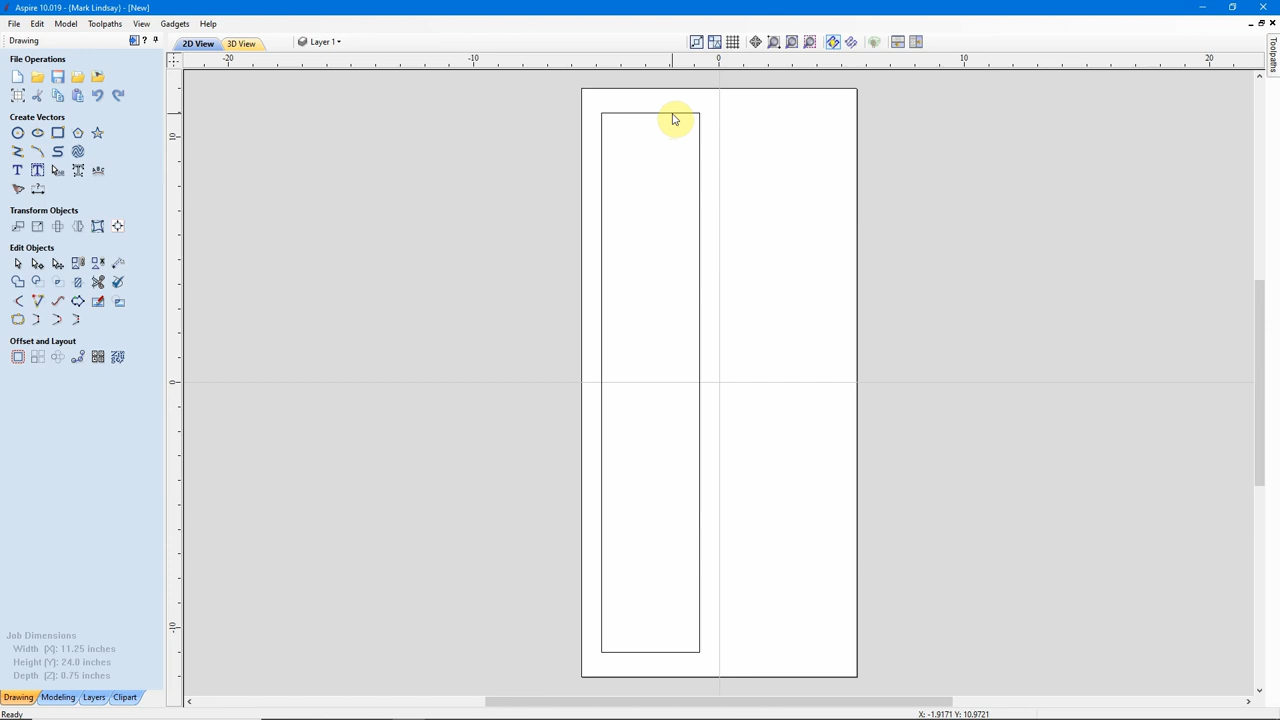 Aspire 10.019 - {Mark Lindsay} - [New]
File Edit Model Toolpaths View Gadgets Help
Drawing
2D View 3D View Layer 1
File Operations
-20 -10 0 10 20
Create Vectors
10
Transform Objects
Edit Objects
Offset and Layout
0
-10
Job Dimensions
Width [X]: 11.25 inches
Height [Y]: 24.0 inches
Depth [Z]: 0.75 inches
Drawing Modeling Layers Clipart
Ready
X: -1.9171 Y: 10.9721
Toolpaths